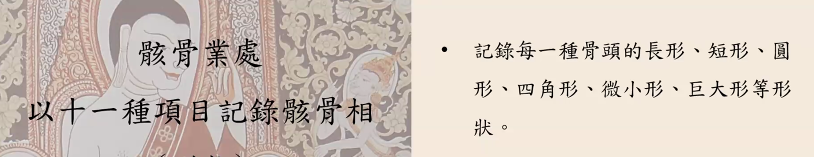 骸骨業處
以十一種項目記錄骸骨相
• 記錄每一種骨頭的長形、短形、圓
形、四角形、微小形、巨大形等形
狀。